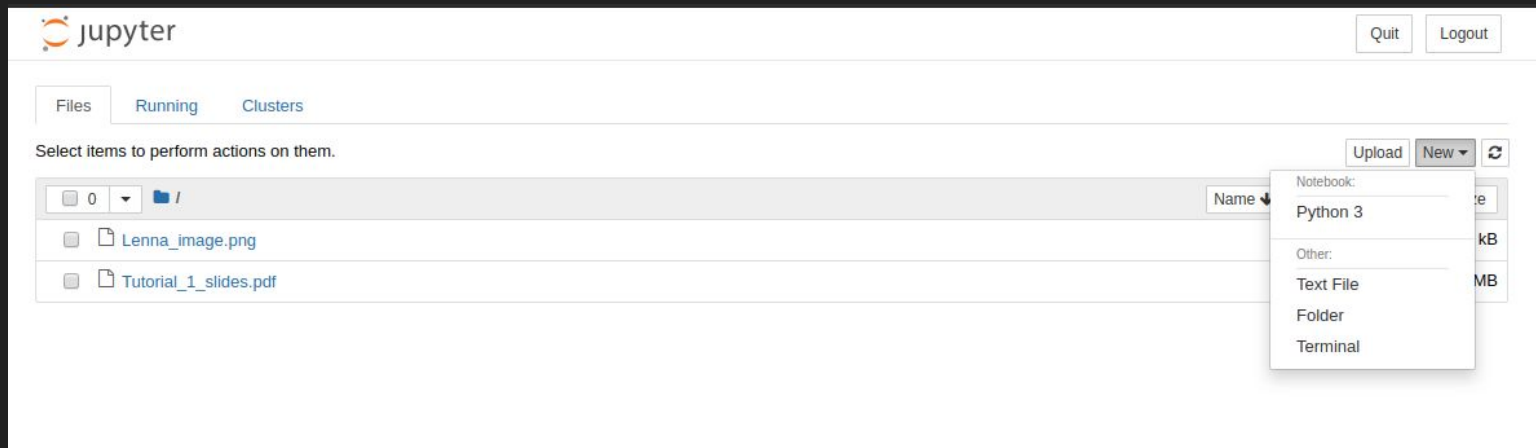 jupyter
Quit Logout
Files Running Clusters
Select items to perform actions on them.
Upload New
0 /
Name
Notebook:
Python 3
Lenna_image.png
kB
Other:
Tutorial_1_slides.pdf
MB
Text File
Folder
Terminal